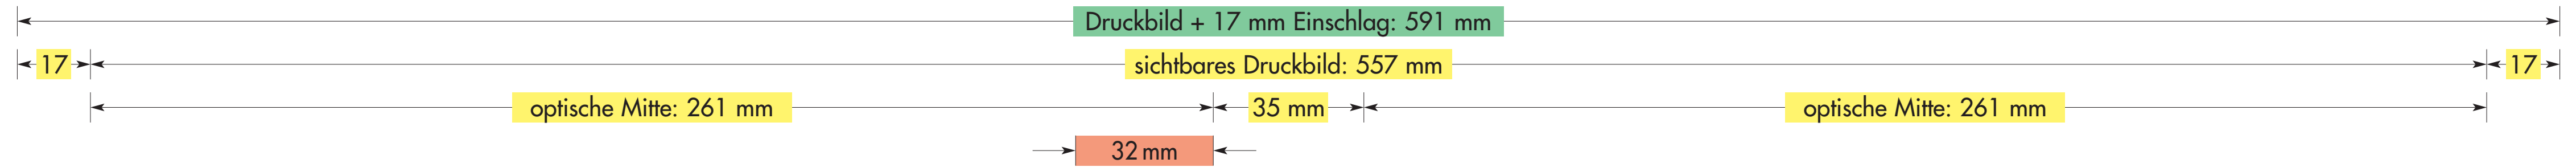 Druckbild + 17 mm Einschlag: 591 mm
17 sichtbares Druckbild: 557 mm 17
optische Mitte: 261 mm 35 mm optische Mitte: 261 mm
32 mm